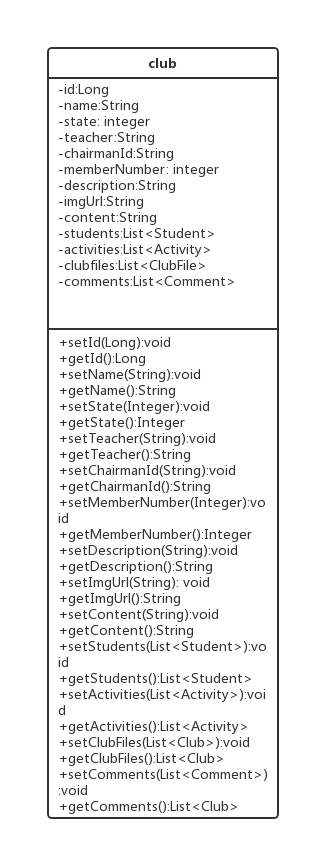 club
-id:Long
-name:String
-state: integer
-teacher:String
-chairmanId:String
-memberNumber: integer
-description:String
-imgUrl:String
-content:String
-students:List<Student>
-activities:List<Activity>
-clubfiles:List<ClubFile>
-comments:List<Comment>
+setId(Long):void
+getId():Long
+setName(String):void
+getName():String
+setState(Integer):void
+getState():Integer
+setTeacher(String):void
+getTeacher():String
+setChairmanId(String):void
+getChairmanId():String
+setMemberNumber(Integer):vo
id
+getMemberNumber():Integer
+setDescription(String):void
+getDescription():String
+setImgUrl(String): void
+getImgUrl():String
+setContent(String):void
+getContent():String
+setStudents(List<Student>):vo
id
+getStudents():List<Student>
+setActivities(List<Activity>):voi
d
+getActivities():List<Activity>
+setClubFiles(List<Club>):void
+getClubFiles():List<Club>
+setComments(List<Comment>)
:void
+getComments():List<Club>